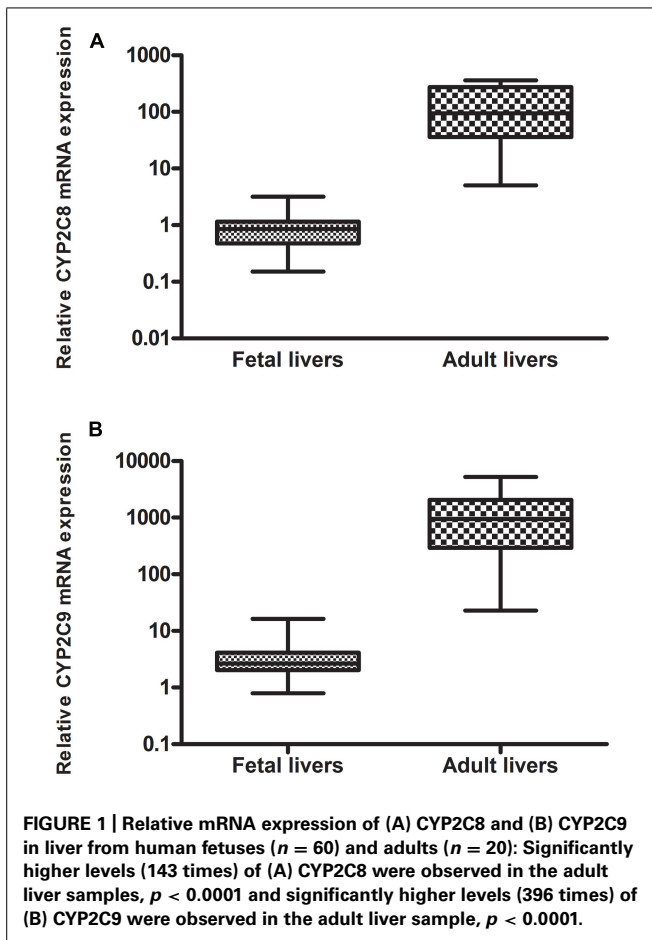 A
Relative CYP2C8 mRNA expression
1000
100
10
1
0.1
0.01
Fetal livers Adult livers
B
Relative CYP2C9 mRNA expression
10000
1000
100
10
1
0.1
Fetal livers Adult livers
FIGURE 1 | Relative mRNA expression of (A) CYP2C8 and (B) CYP2C9
in liver from human fetuses (n = 60) and adults (n = 20): Significantly
higher levels (143 times) of (A) CYP2C8 were observed in the adult
liver samples, p < 0.0001 and significantly higher levels (396 times) of
(B) CYP2C9 were observed in the adult liver sample, p < 0.0001.